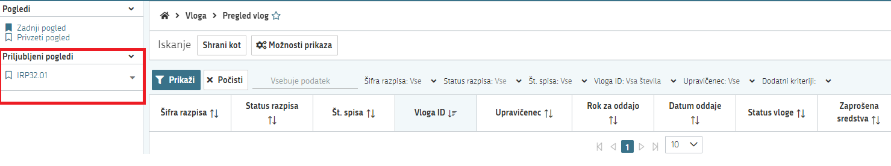 Pogledi
Zadnji pogled
Privzeti pogled
Priljubljeni pogledi
IRP32.01
Vloga Pregled vlog
Iskanje Shrani kot Možnosti prikaza
Prikaži Počisti Vsebuje podatek Šifra razpisa: Vse Status razpisa: Vse Št. spisa: Vse Vloga ID: Vsa števila Upravičenec: Vse Dodatni kriteriji:
Šifra razpisa Status razpisa Št. spisa Vloga ID Upravičenec Rok za oddajo Datum oddaje Status vloge Zaprošena sredstva
1 10